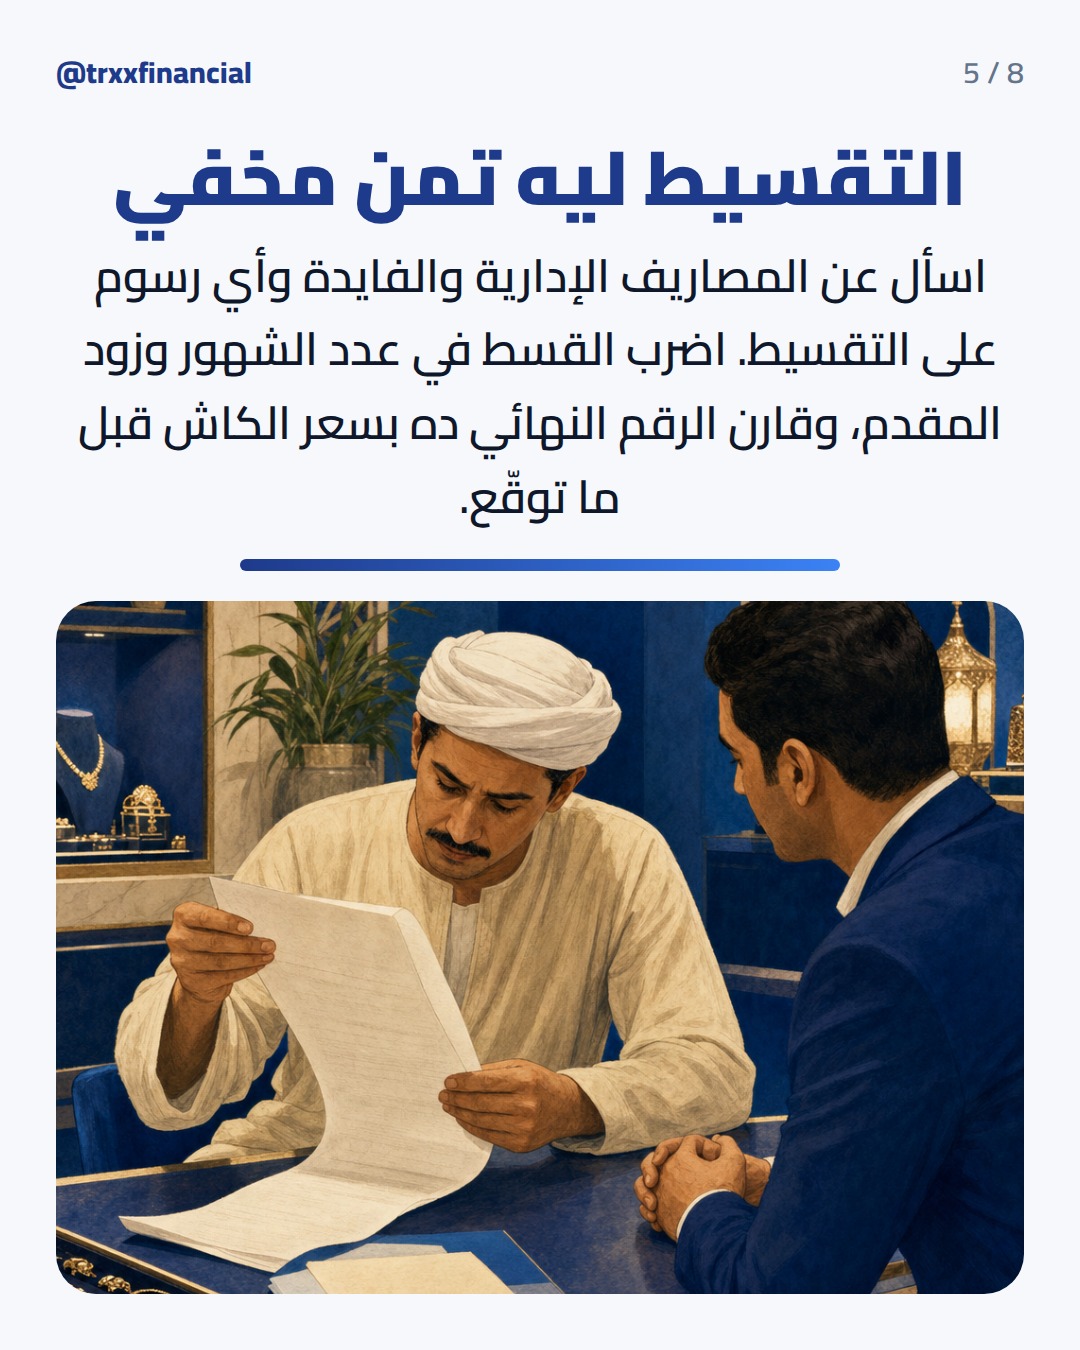 @trxxfinancial
5 / 8
التقسيط ليه تمن مخفي
اسأل عن المصاريف الإدارية والفايدة وأي رسوم
على التقسيط. اضرب القسط في عدد الشهور وزود
المقدم، وقارن الرقم النهائي ده بسعر الكاش قبل
ما توقّع.